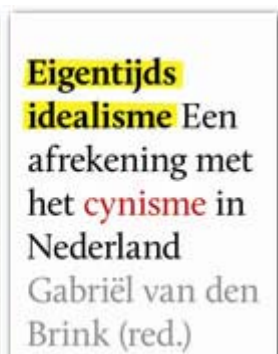 Eigentijds
idealisme Een
afrekening met
het cynisme in
Nederland
Gabriël van den
Brink (red.)